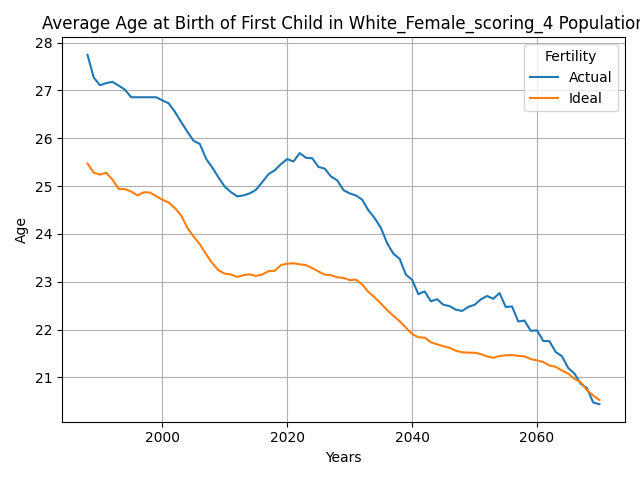 Average Age at Birth of First Child in White_Female_scoring_4 Population
Fertility
Actual
Ideal
28
27
26
25
24
23
22
21
Age
2000
2020
2040
2060
Years